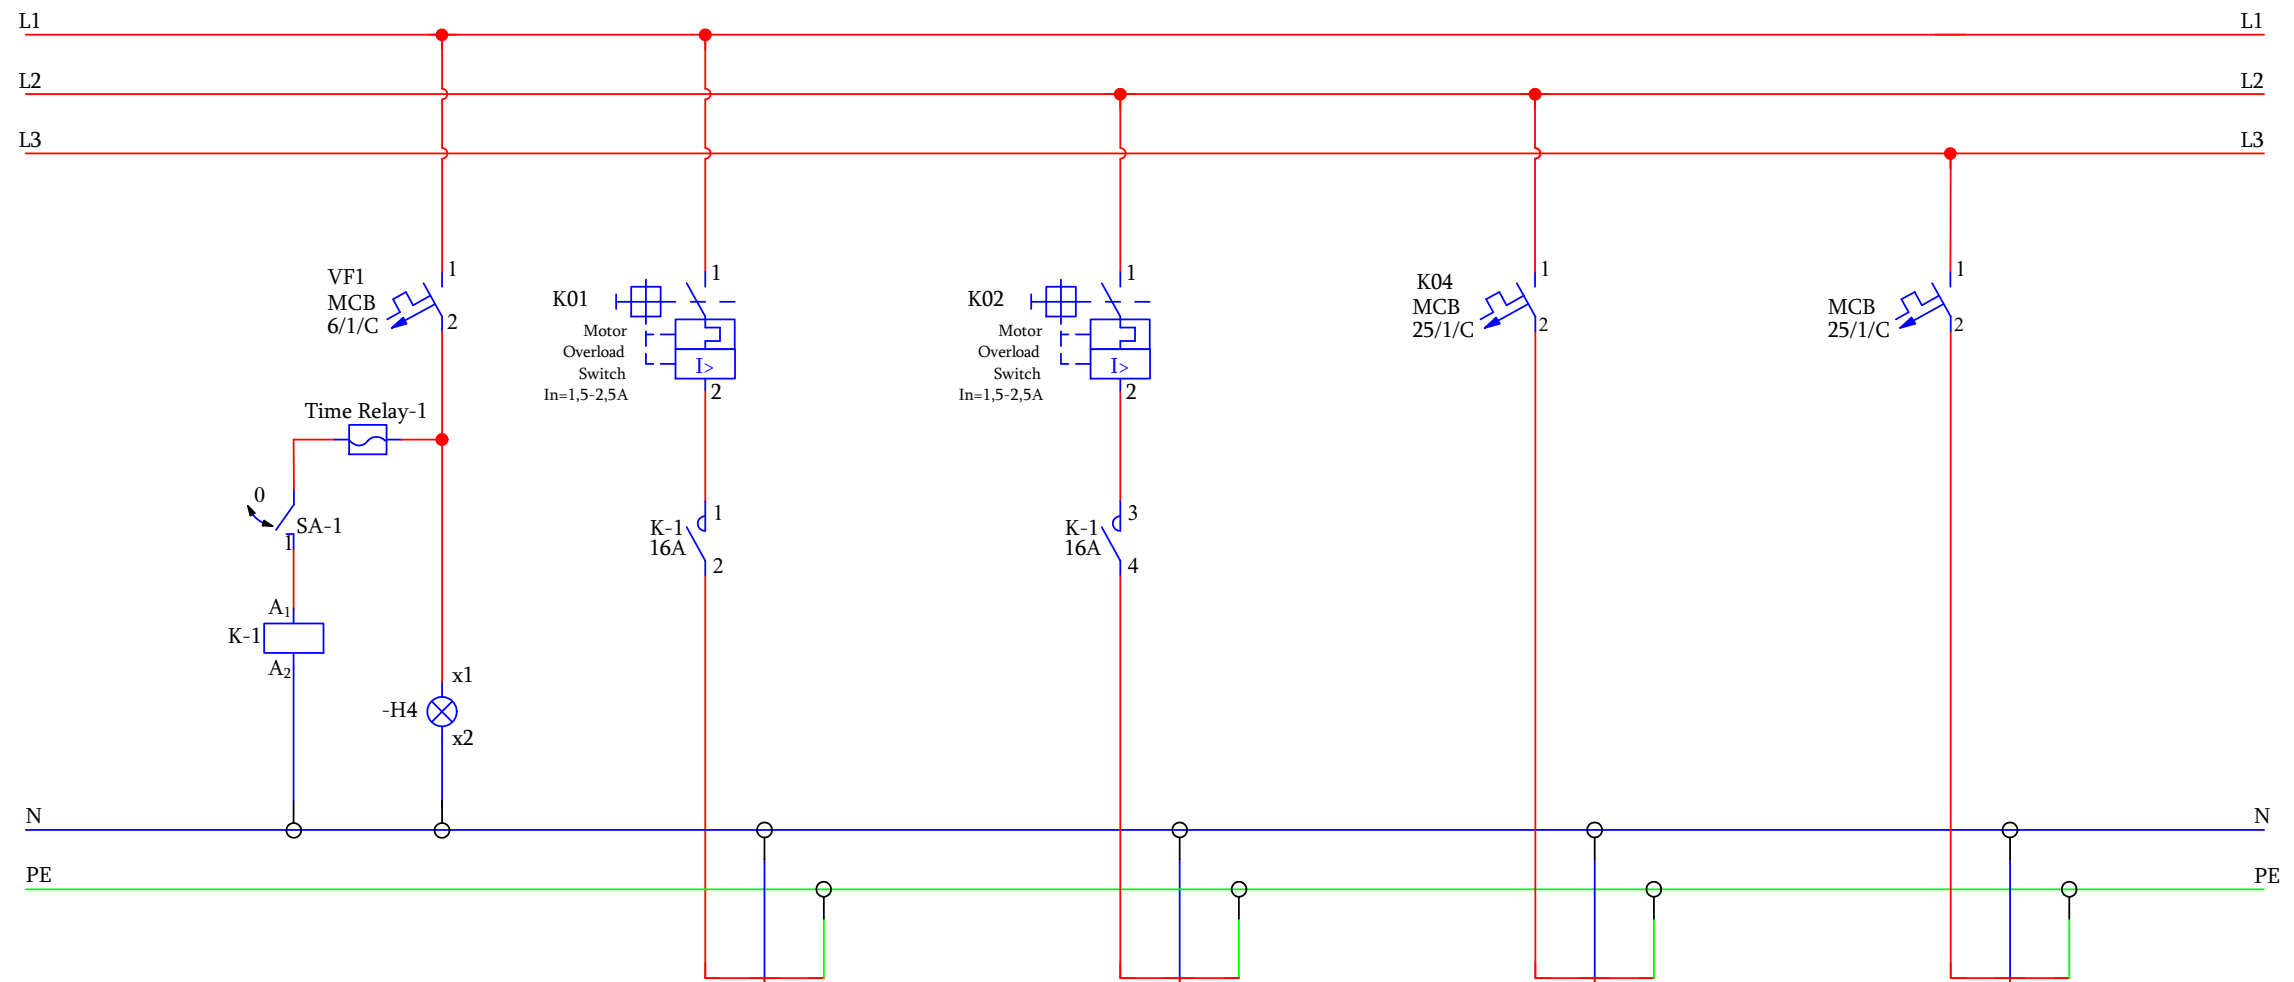 L1
L1
L2
L2
L3
L3
VF1
MCB
6/1/C
1
2
K01
Motor
Overload
Switch
In=1,5-2,5A
1
I>
2
K02
Motor
Overload
Switch
In=1,5-2,5A
1
I>
2
K04
MCB
25/1/C
1
2
MCB
25/1/C
1
2
Time Relay-1
0
SA-1
1
K-1
16A
1
2
K-1
16A
3
4
A1
K-1
A2
x1
-H4
x2
N
N
PE
PE